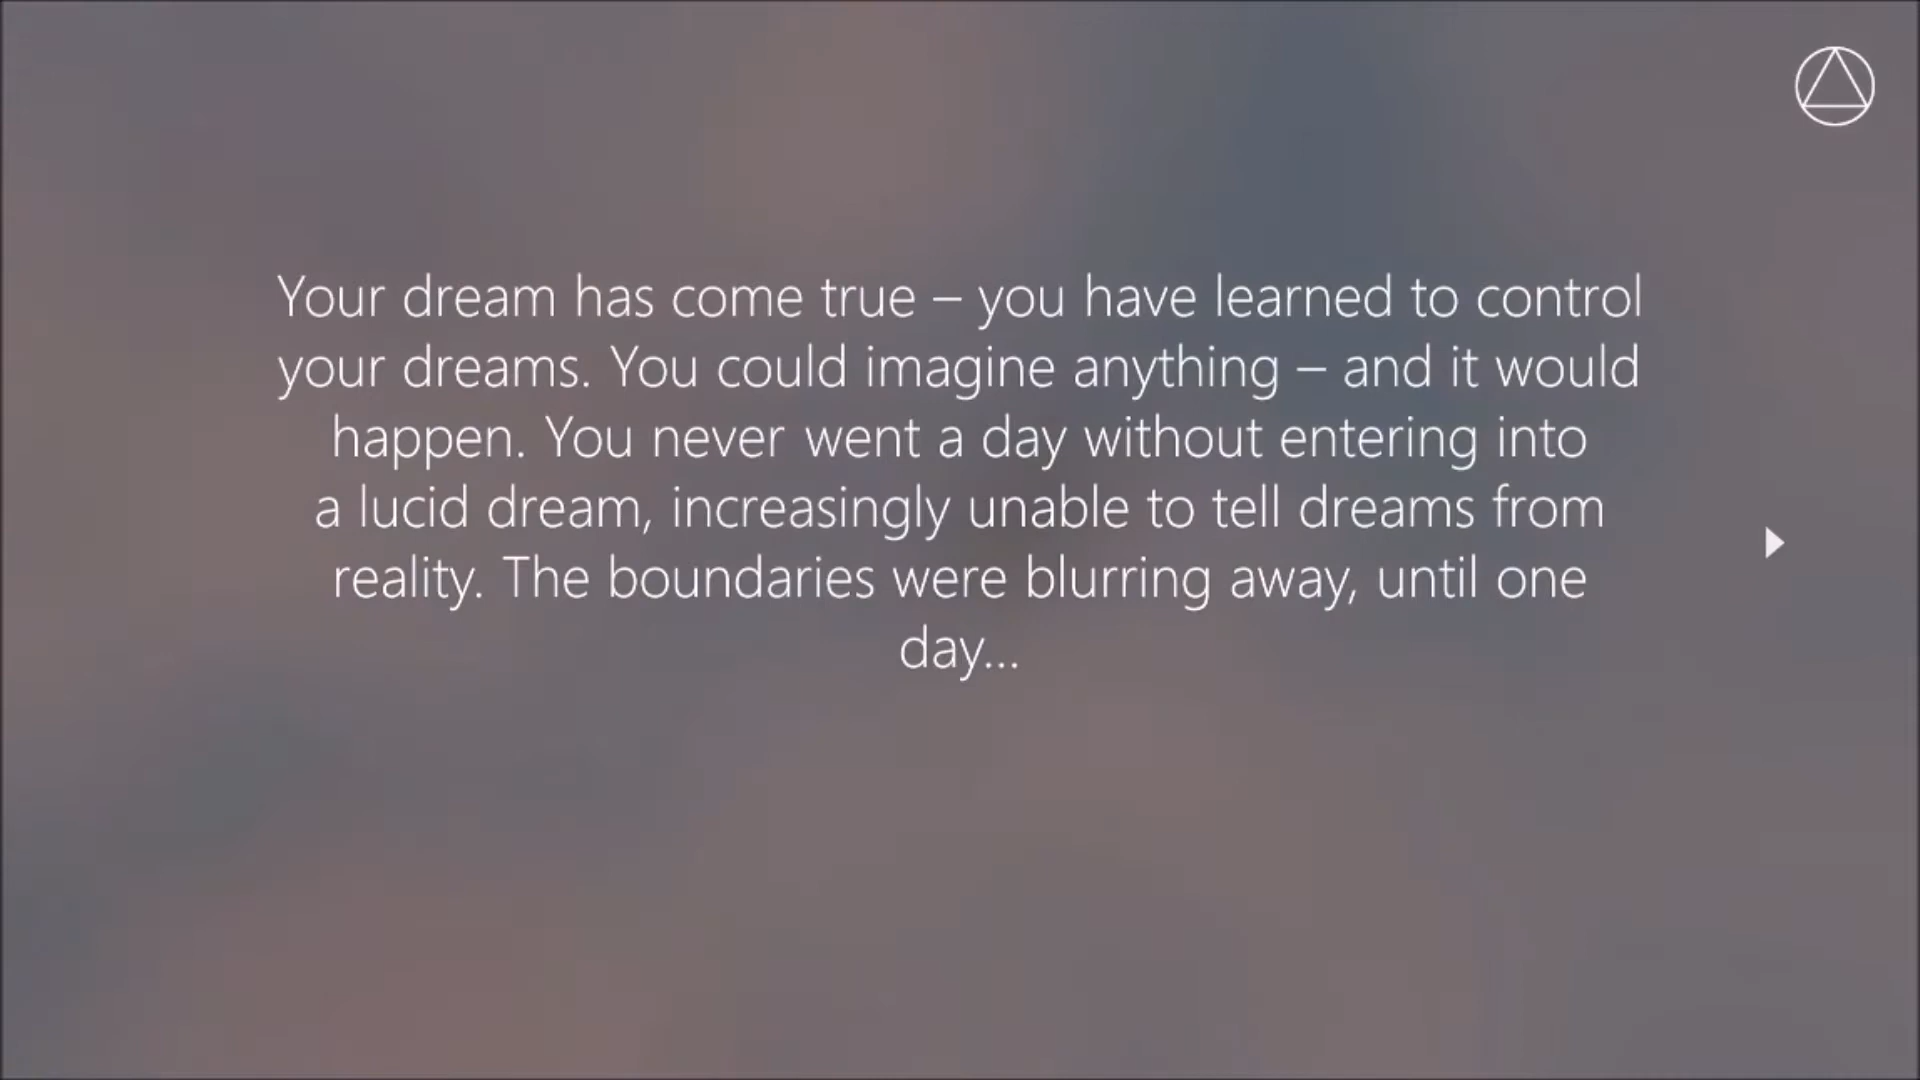 Your dream has come true – you have learned to control
your dreams. You could imagine anything – and it would
happen. You never went a day without entering into
a lucid dream, increasingly unable to tell dreams from
reality. The boundaries were blurring away, until one
day...